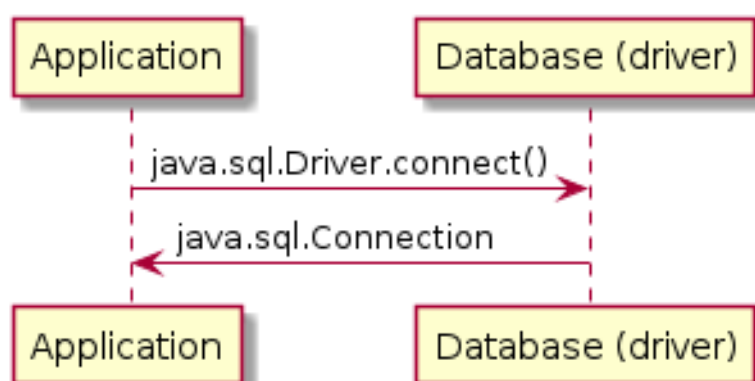 Application
Database (driver)
java.sql.Driver.connect()
java.sql.Connection
Application
Database (driver)